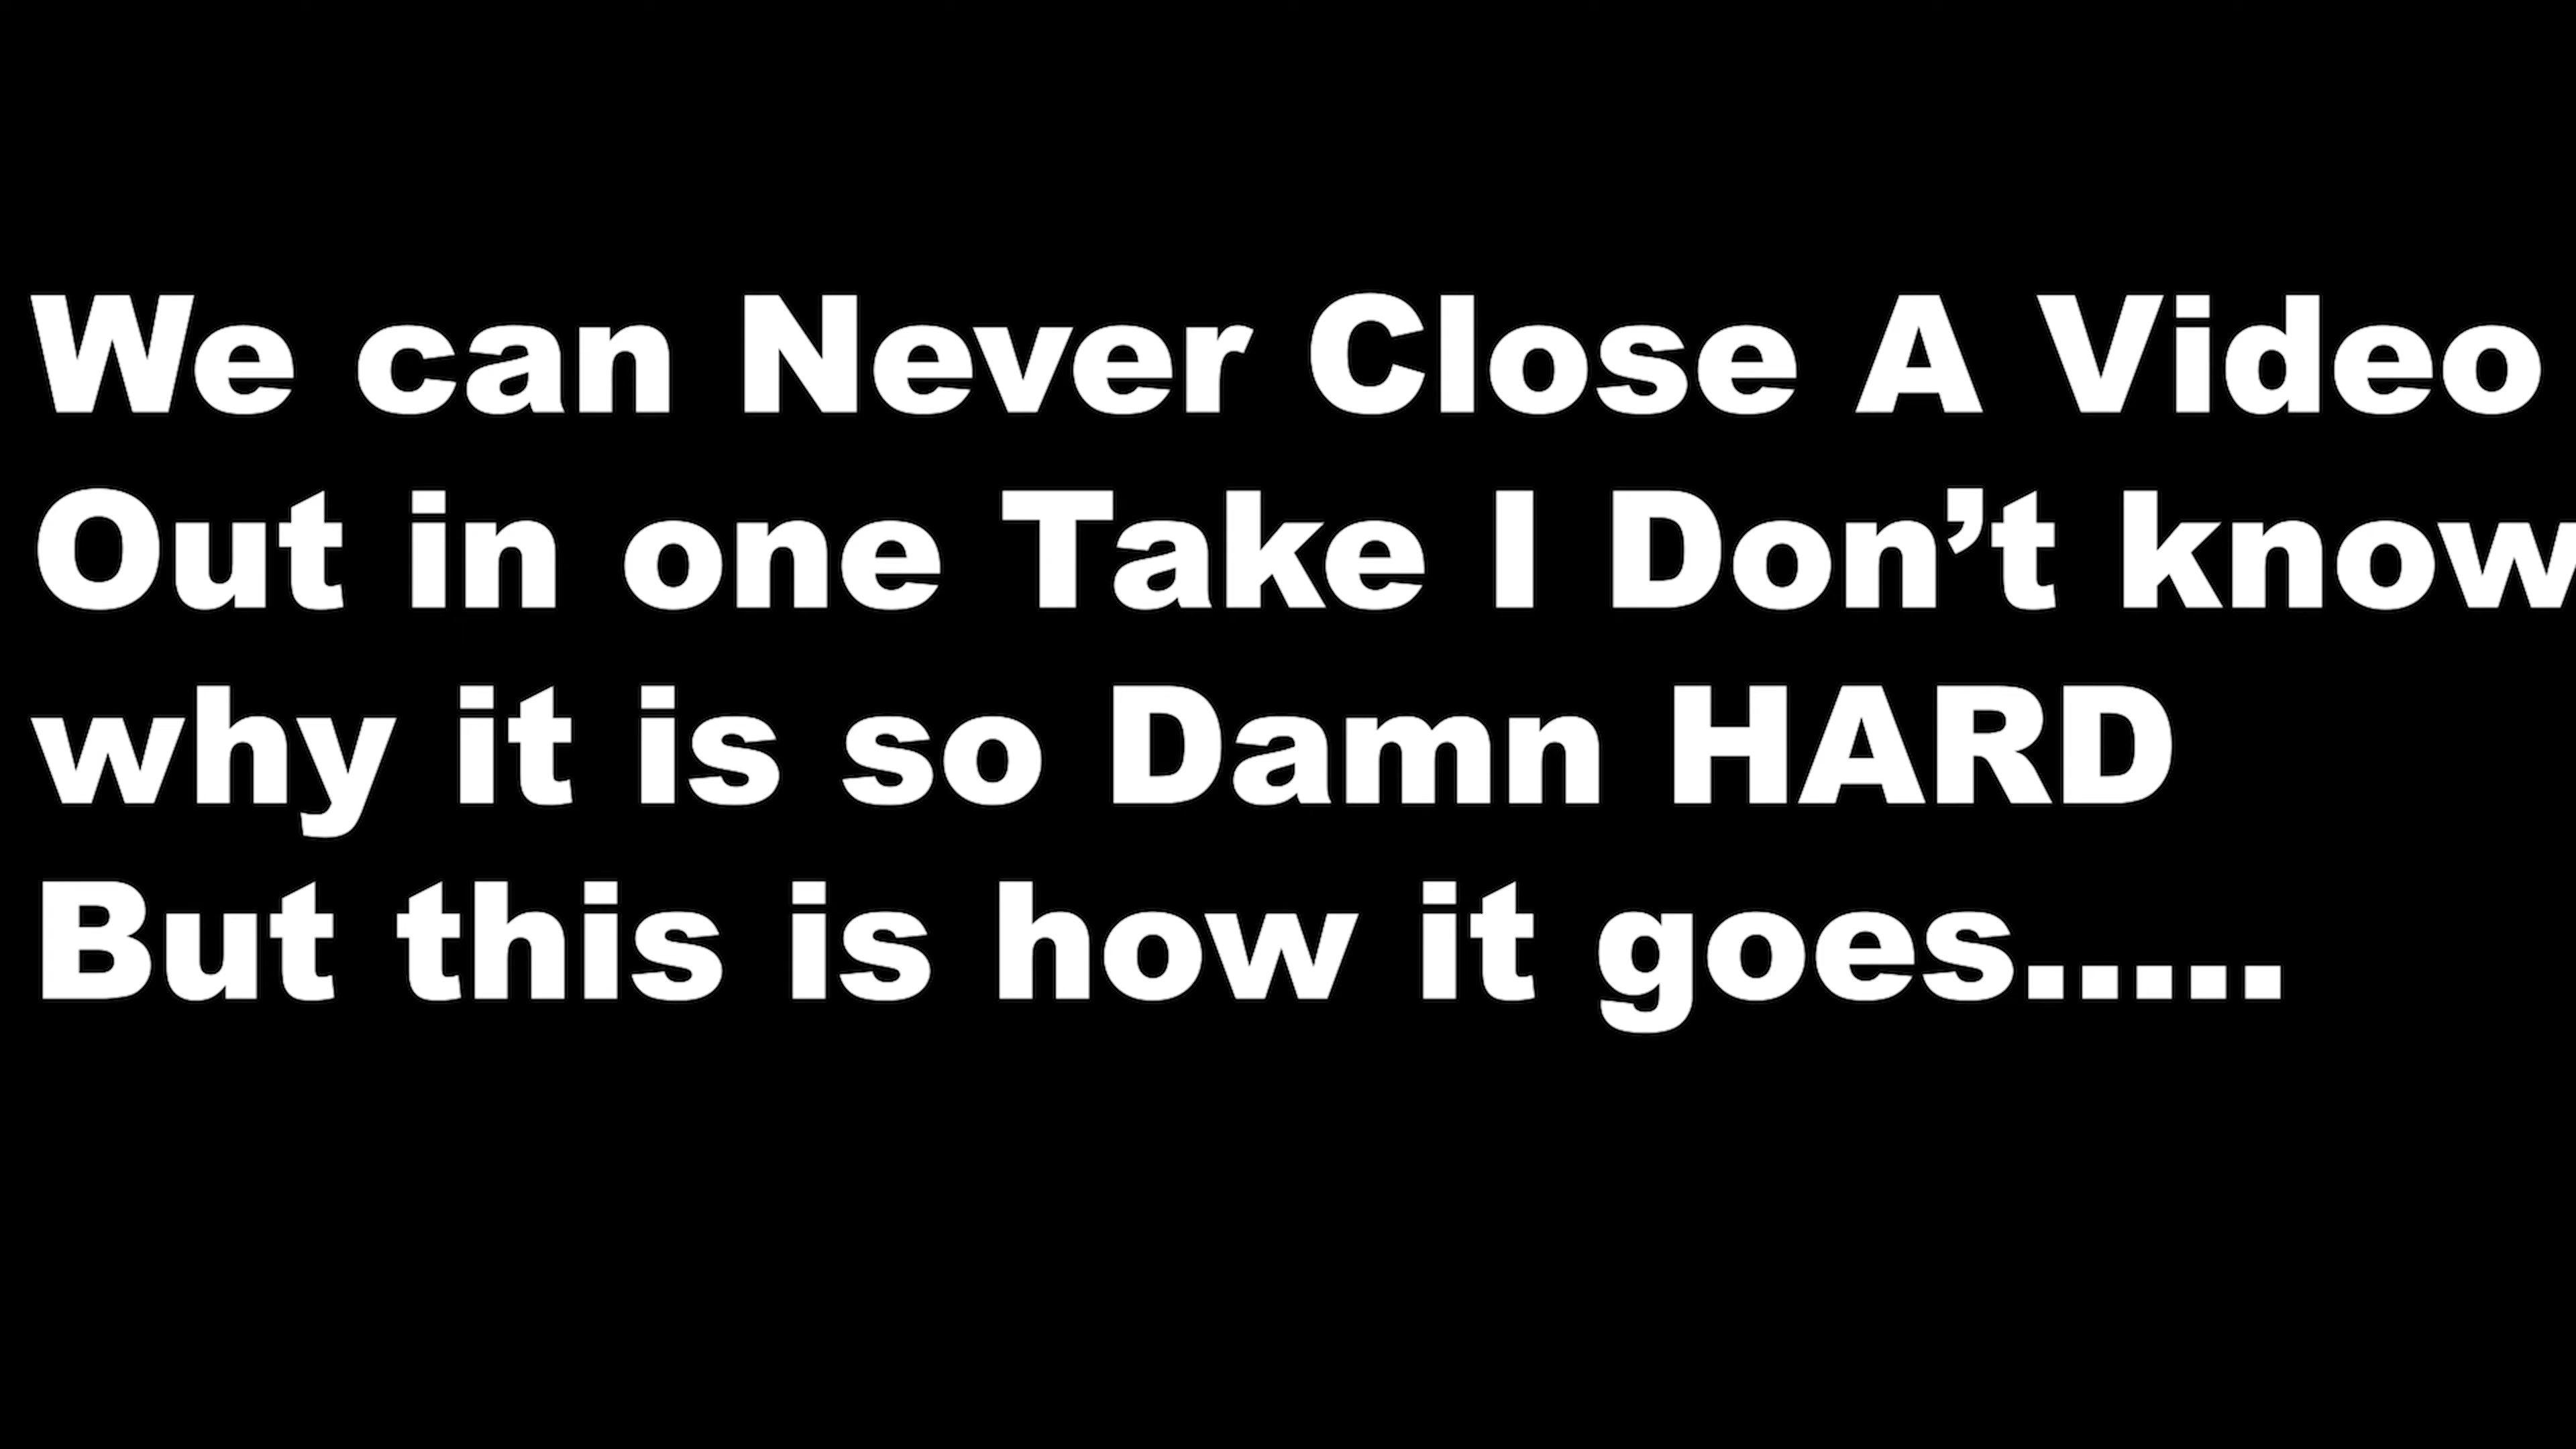 We can Never Close A Video
Out in one Take I Don’t know
why it is so Damn HARD
But this is how it goes.....